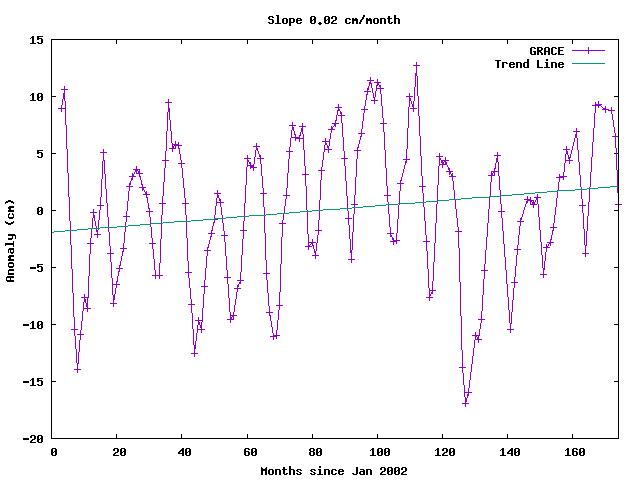 Slope 0.02 cm/month
GRACE
Trend Line
15
10
5
0
-5
-10
-15
-20
Anomaly (cm)
0 20 40 60 80 100 120 140 160
Months since Jan 2002